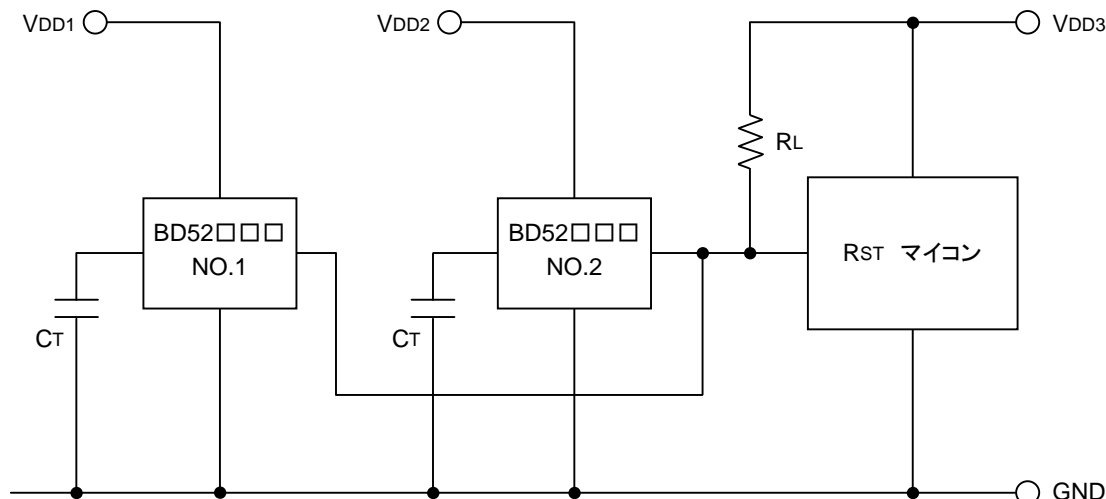 VDD1
VDD2
VDD3
RL
BD52□□□
NO.1
BD52□□□
NO.2
RST マイコン
CT
CT
GND